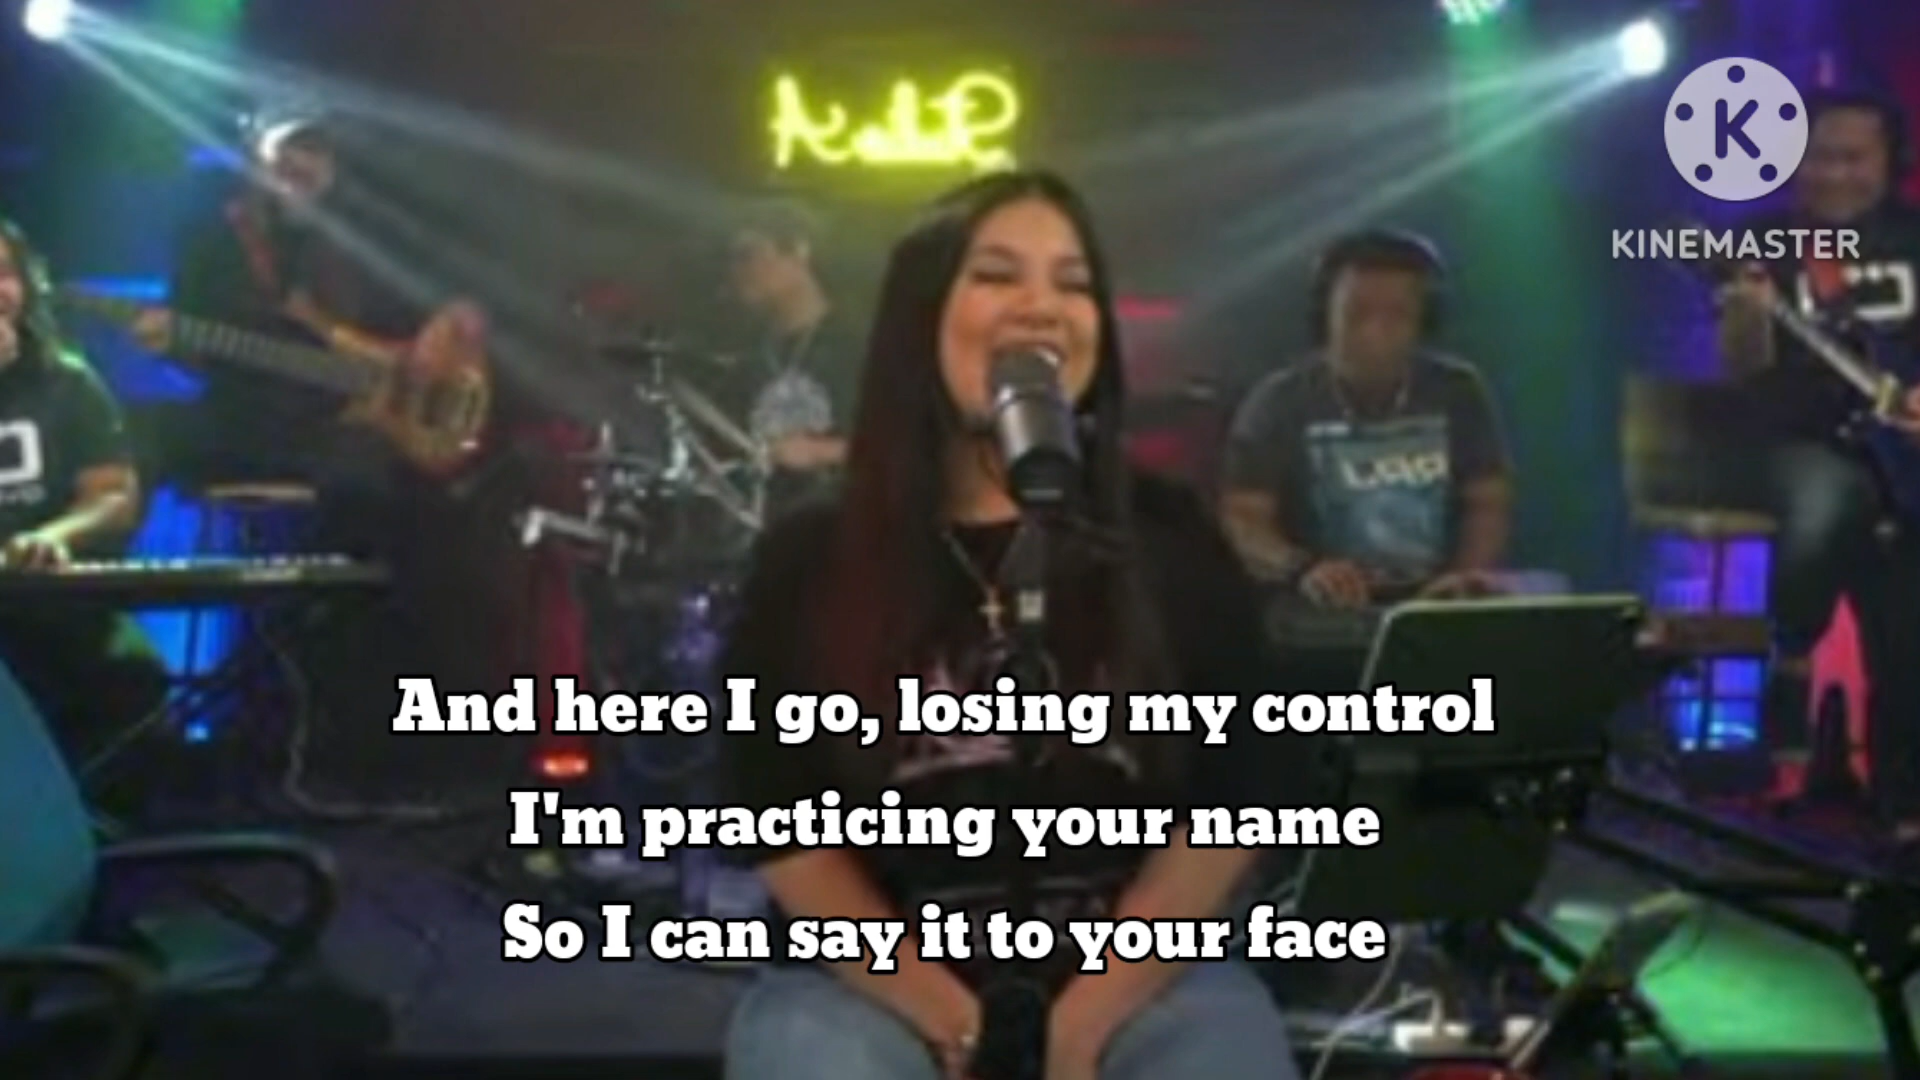 KINEMASTER
And here I go, losing my control
I'm practicing your name
So I can say it to your face